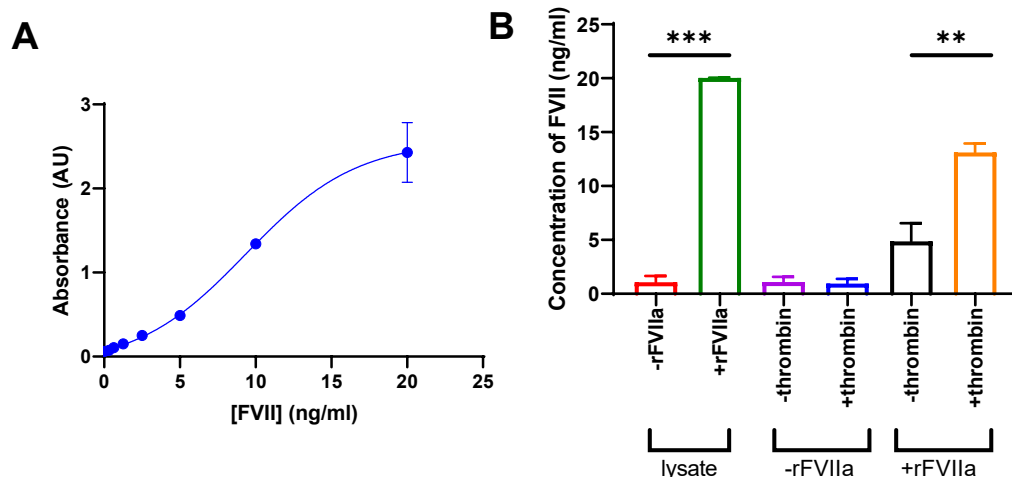 A
3
2
1
0
Absorbance (AU)
0 5 10 15 20 25
[FVII] (ng/ml)
B
25
20
15
10
5
0
Concentration of FVII (ng/ml)
*** **
-rFVIIa
+rFVIIa
-thrombin
+thrombin
-thrombin
+thrombin
lysate -rFVIIa +rFVIIa